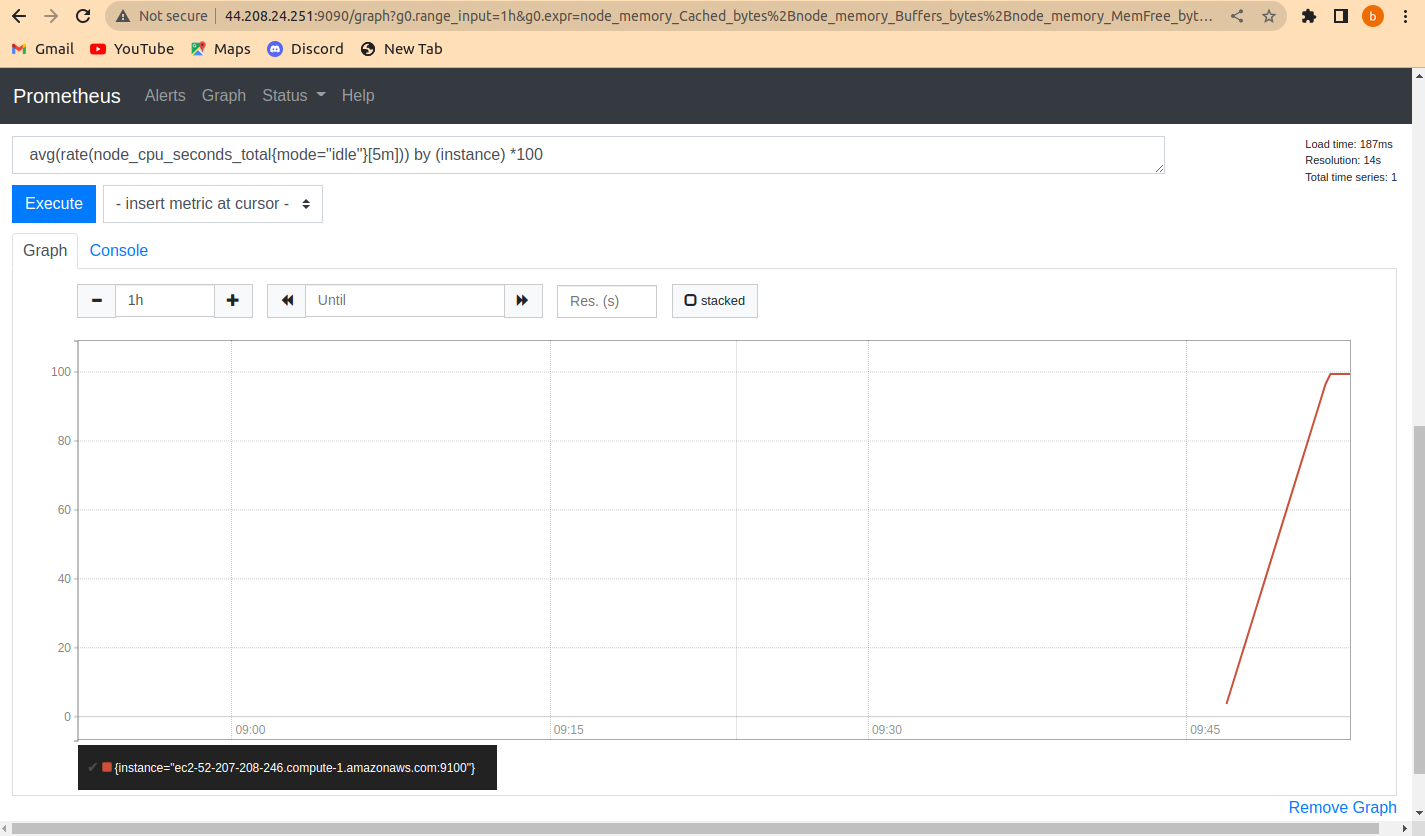 Not secure 44.208.24.251:9090/graph?g0.range_input=1h&g0.expr=node_memory_Cached_bytes%2Bnode_memory_Buffers_bytes%2Bnode_memory_MemFree_byt... b
Gmail YouTube Maps Discord New Tab
Prometheus Alerts Graph Status Help
avg(rate(node_cpu_seconds_total{mode="idle"}[5m])) by (instance) *100
Load time: 187ms
Resolution: 14s
Total time series: 1
Execute - insert metric at cursor -
Graph Console
1h Until Res. (s) stacked
100
80
60
40
20
0
09:00 09:15 09:30 09:45
{instance="ec2-52-207-208-246.compute-1.amazonaws.com:9100"}
Remove Graph